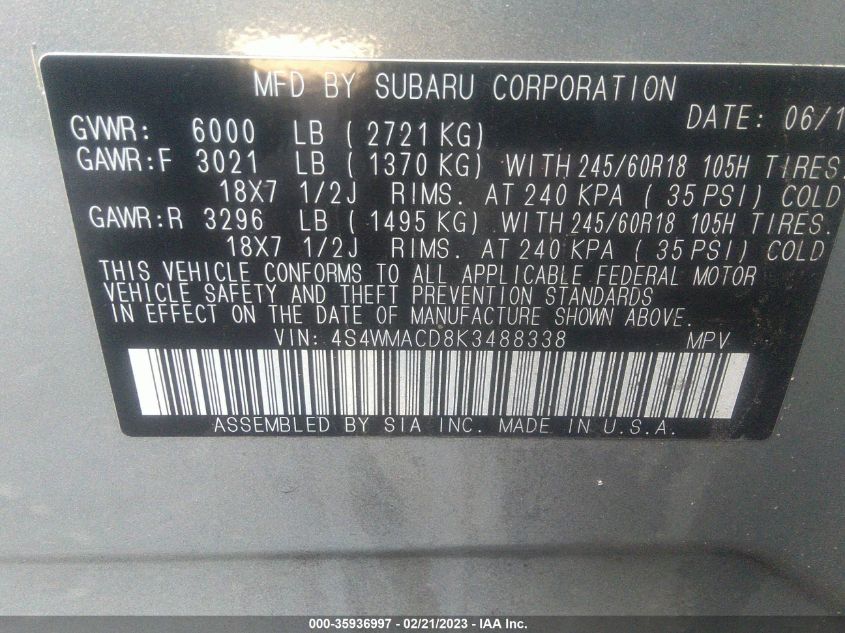 MFD BY SUBARU CORPORATION
DATE: 06/1
GVWR: 6000 LB ( 2721 KG)
GAWR:F 3021 LB ( 1370 KG) WITH 245/60R18 105H TIRES.
18X7 1/2J RIMS. AT 240 KPA ( 35 PSI) COLD
GAWR:R 3296 LB ( 1495 KG) WITH 245/60R18 105H TIRES.
18X7 1/2J RIMS. AT 240 KPA ( 35 PSI) COLD
THIS VEHICLE CONFORMS TO ALL APPLICABLE FEDERAL MOTOR
VEHICLE SAFETY AND THEFT PREVENTION STANDARDS
IN EFFECT ON THE DATE OF MANUFACTURE SHOWN ABOVE.
VIN: 4S4WMACD8K3488338 MPV
ASSEMBLED BY SIA INC. MADE IN U.S.A.
000-35936997 - 02/21/2023 - IAA Inc.